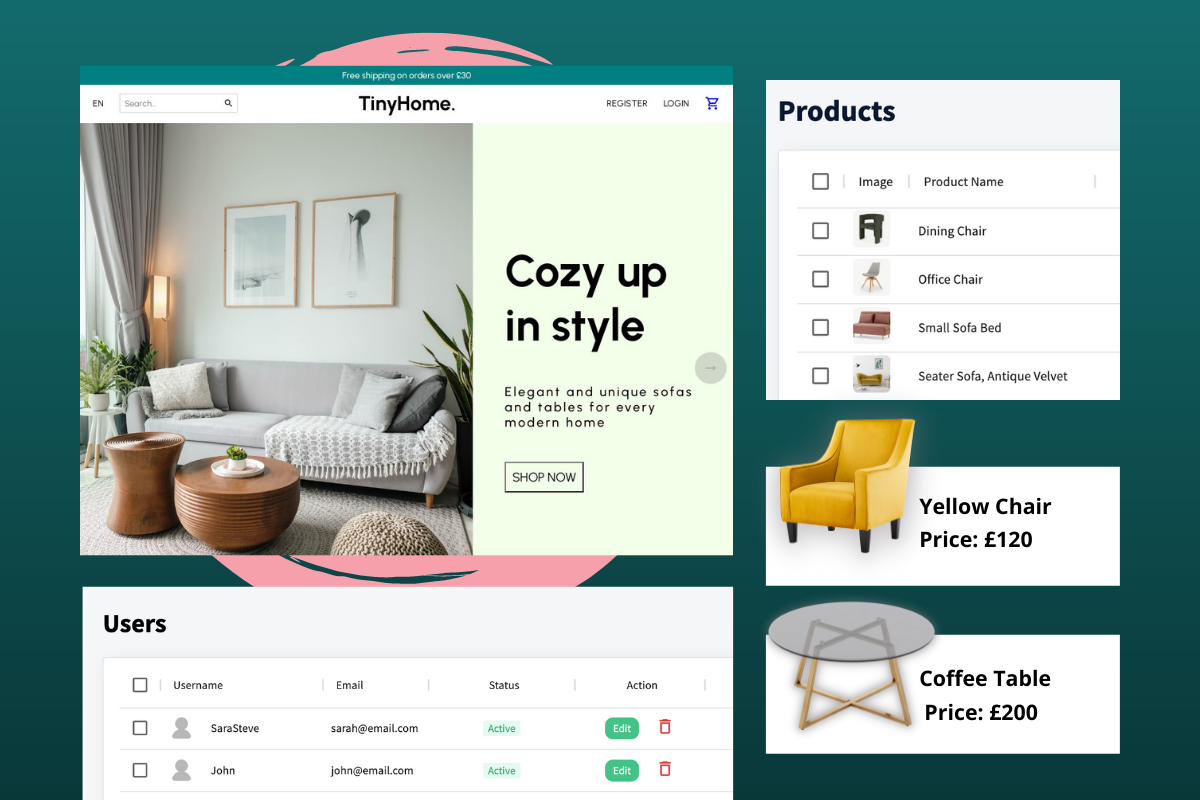 Free shipping on orders over £30
EN
Search..
TinyHome.
REGISTER
LOGIN
Cozy up
in style
Elegant and unique sofas
and tables for every
modern home
SHOP NOW
Products
Image
Product Name
Dining Chair
Office Chair
Small Sofa Bed
Seater Sofa, Antique Velvet
Yellow Chair
Price: £120
Coffee Table
Price: £200
Users
Username
Email
Status
Action
SaraSteve
sarah@email.com
Active
Edit
John
john@email.com
Active
Edit